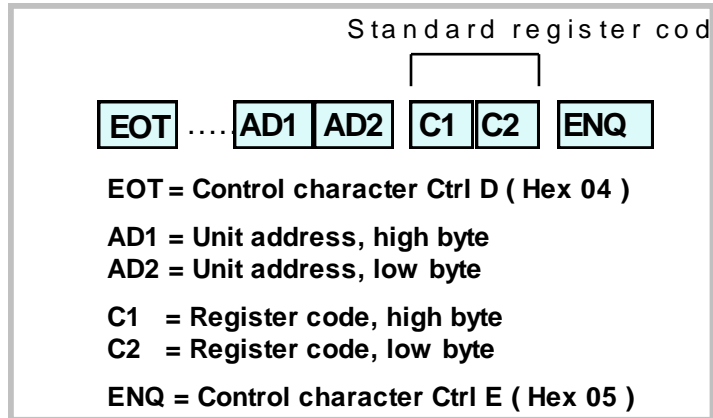 Standard register cod
EOT ..... AD1 AD2 C1 C2 ENQ
EOT = Control character Ctrl D ( Hex 04 )
AD1 = Unit address, high byte
AD2 = Unit address, low byte
C1 = Register code, high byte
C2 = Register code, low byte
ENQ = Control character Ctrl E ( Hex 05 )